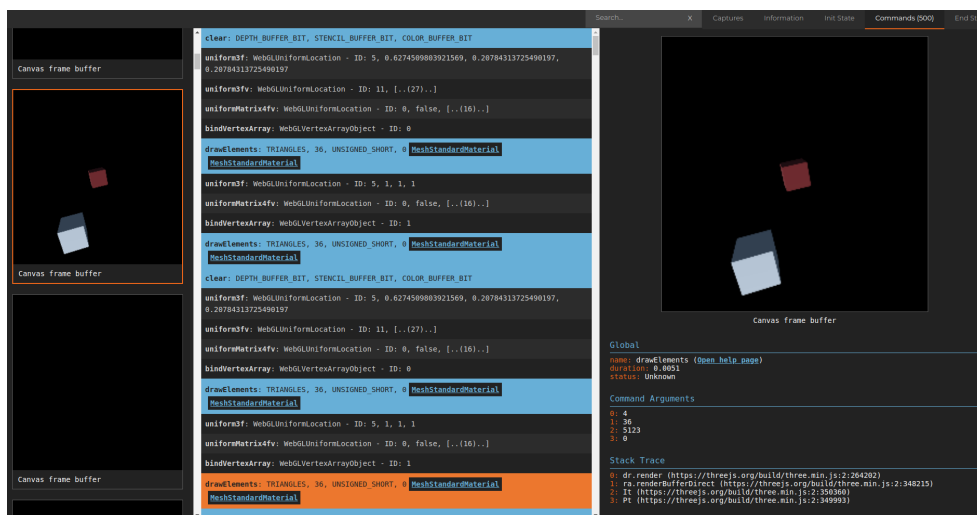 Search... X Captures Information Init State Commands (500) End St
Canvas frame buffer
Canvas frame buffer
Canvas frame buffer
clear: DEPTH_BUFFER_BIT, STENCIL_BUFFER_BIT, COLOR_BUFFER_BIT
uniform3f: WebGLUniformLocation - ID: 5, 0.6274509803921569, 0.20784313725490197,
0.20784313725490197
uniform3fv: WebGLUniformLocation - ID: 11, [..(27)..]
uniformMatrix4fv: WebGLUniformLocation - ID: 0, false, [..(16)..]
bindVertexArray: WebGLVertexArrayObject - ID: 0
drawElements: TRIANGLES, 36, UNSIGNED_SHORT, 0 MeshStandardMaterial
MeshStandardMaterial
uniform3f: WebGLUniformLocation - ID: 5, 1, 1, 1
uniformMatrix4fv: WebGLUniformLocation - ID: 0, false, [..(16)..]
bindVertexArray: WebGLVertexArrayObject - ID: 1
drawElements: TRIANGLES, 36, UNSIGNED_SHORT, 0 MeshStandardMaterial
MeshStandardMaterial
clear: DEPTH_BUFFER_BIT, STENCIL_BUFFER_BIT, COLOR_BUFFER_BIT
uniform3f: WebGLUniformLocation - ID: 5, 0.6274509803921569, 0.20784313725490197,
0.20784313725490197
uniform3fv: WebGLUniformLocation - ID: 11, [..(27)..]
uniformMatrix4fv: WebGLUniformLocation - ID: 0, false, [..(16)..]
bindVertexArray: WebGLVertexArrayObject - ID: 0
drawElements: TRIANGLES, 36, UNSIGNED_SHORT, 0 MeshStandardMaterial
MeshStandardMaterial
uniform3f: WebGLUniformLocation - ID: 5, 1, 1, 1
uniformMatrix4fv: WebGLUniformLocation - ID: 0, false, [..(16)..]
bindVertexArray: WebGLVertexArrayObject - ID: 1
drawElements: TRIANGLES, 36, UNSIGNED_SHORT, 0 MeshStandardMaterial
MeshStandardMaterial
Canvas frame buffer
Global
name: drawElements (Open help page)
duration: 0.0051
status: Unknown
Command Arguments
0: 4
1: 36
2: 5123
3: 0
Stack Trace
0: dr.render (https://threejs.org/build/three.min.js:2:264202)
1: ra.renderBufferDirect (https://threejs.org/build/three.min.js:2:348215)
2: It (https://threejs.org/build/three.min.js:2:350360)
3: Pt (https://threejs.org/build/three.min.js:2:349993)